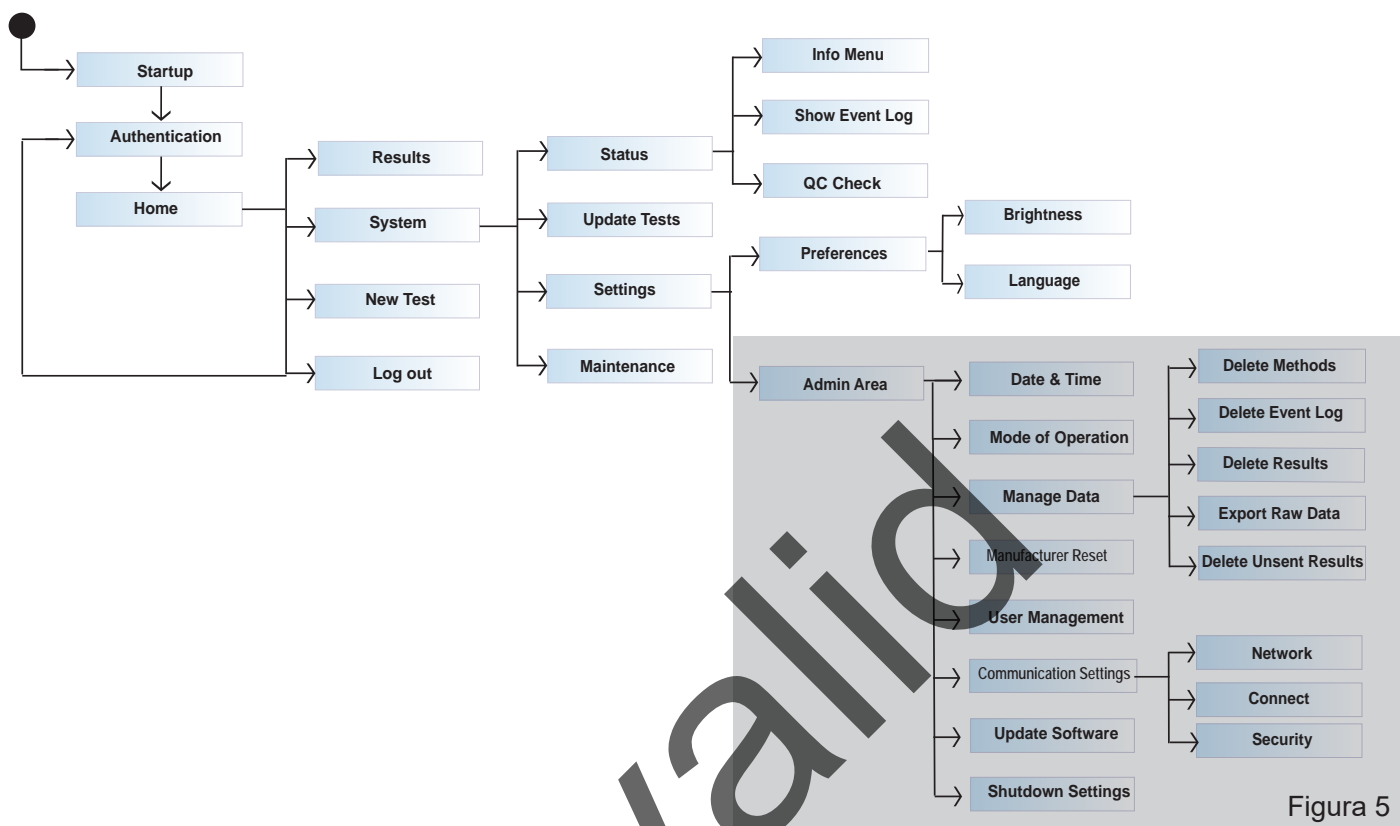 Startup
Authentication
Home
Results
System
New Test
Log out
Status
Update Tests
Settings
Maintenance
Info Menu
Show Event Log
QC Check
Preferences
Admin Area
Brightness
Language
Date & Time
Mode of Operation
Manage Data
Manufacturer Reset
User Management
Communication Settings
Update Software
Shutdown Settings
Delete Methods
Delete Event Log
Delete Results
Export Raw Data
Delete Unsent Results
Network
Connect
Security
valid
Figura 5